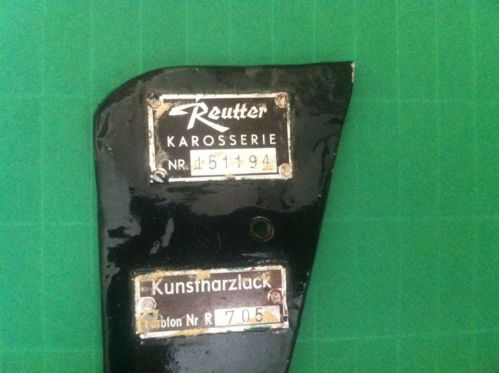 Reutter
KAROSSERIE
NR. 151194
Kunstharzlack
Nr R 705